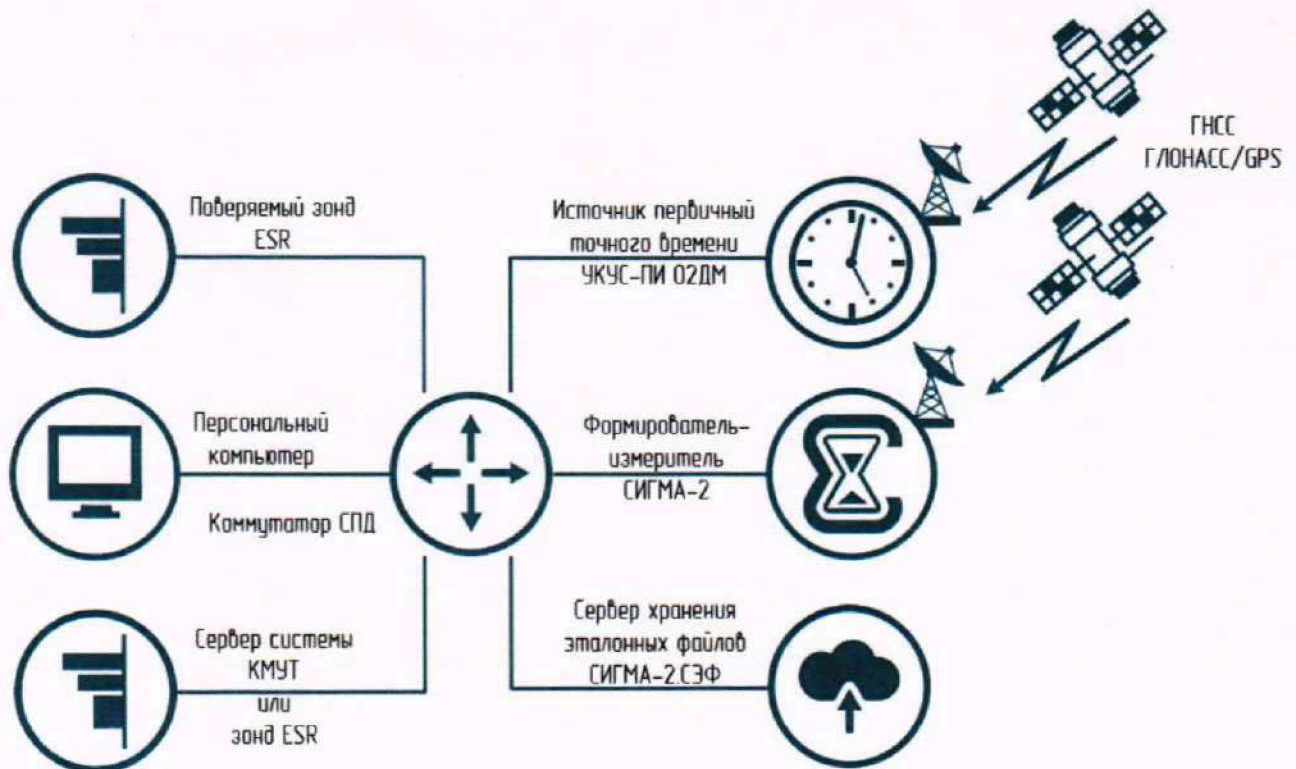 ГНСС
ГЛОНАСС/GPS
Поверяемый зонд
ESR
Источник первичный
точного времени
УКУС-ПИ 02ДМ
Персональный
компьютер
Коммутатор СПД
Формирователь-
измеритель
СИГМА-2
Сервер системы
КМУТ
или
зонд ESR
Сервер хранения
эталонных файлов
СИГМА-2.СЭФ